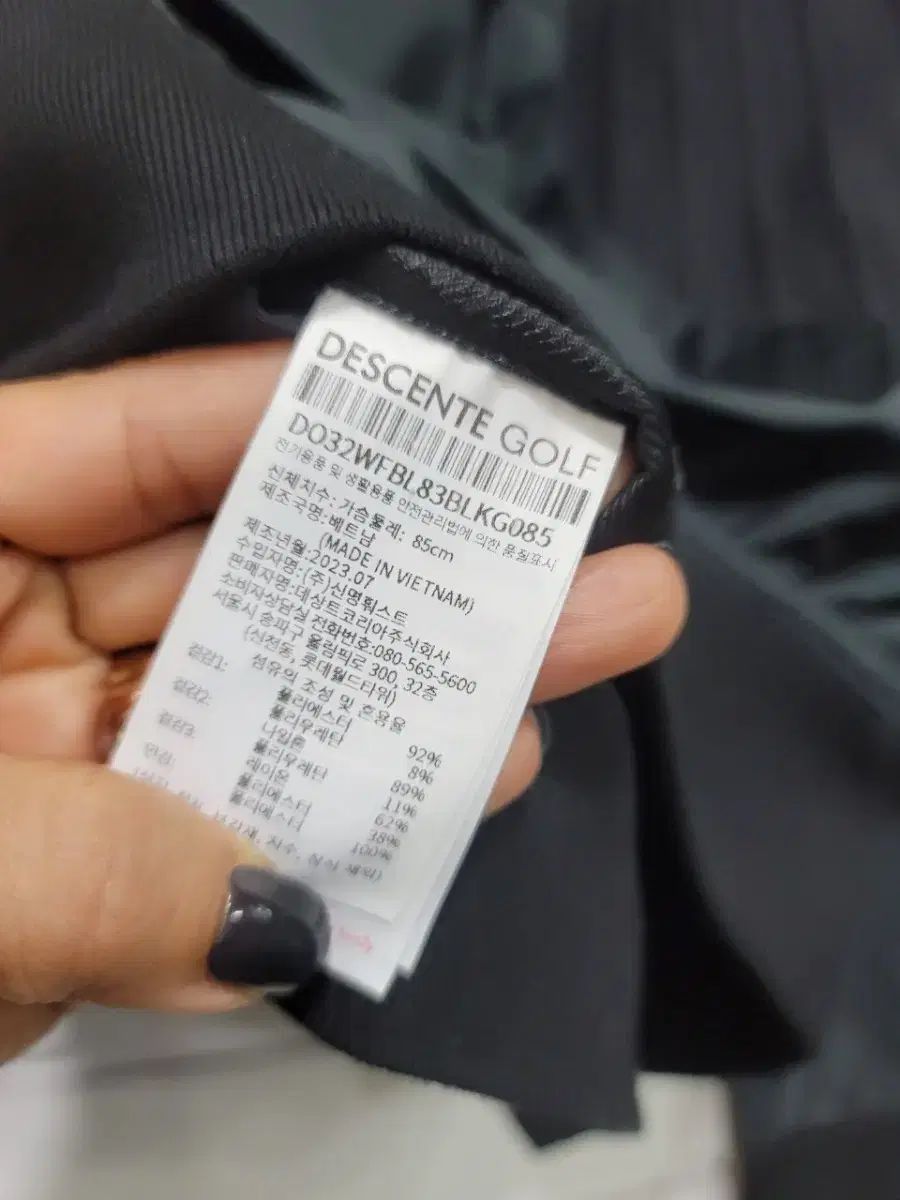 DESCENTE GOLF
DO32WFBL83BLKG085
전기용품 및 생활용품 안전관리법에 의한 품질표시
신체치수: 가슴둘레: 85cm
제조국명:베트남
(MADE IN VIETNAM)
제조년월:2023.07
수입자명:(주)신명훠스트
판매자명:데상트코리아주식회사
소비자상담실 전화번호:080-565-5600
서울시 송파구 올림픽로 300, 32층
(신천동, 롯데월드타워)
섬유의 조성 및 혼용율
겉감1: 폴리에스터 92%
폴리우레탄 8%
겉감2: 나일론 89%
폴리우레탄 11%
겉감3: 레이온 62%
폴리에스터 38%
안감: 폴리에스터 100%